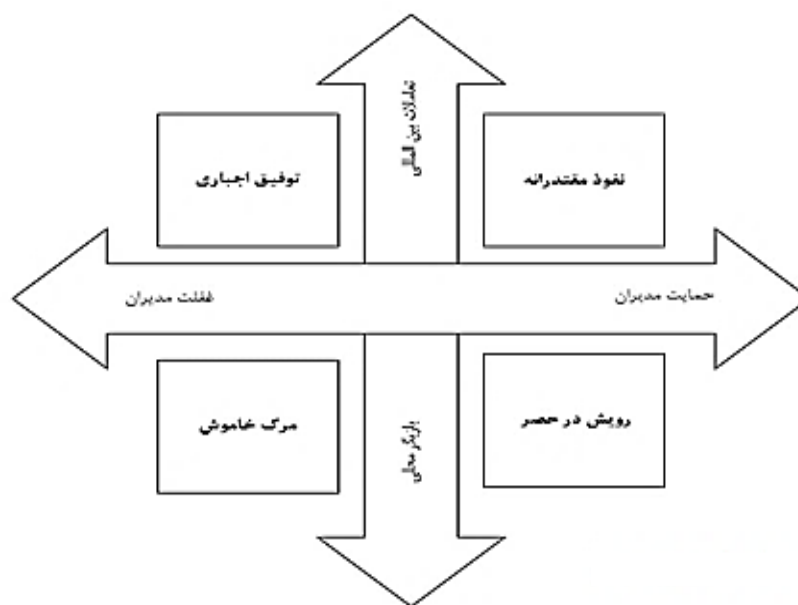 تعاملات بین المللی
نفوذ مقتدرانه
توفیق اجباری
حمایت مدیران
غفلت مدیران
رویش در حصر
مرگ خاموش
بازیگر محلی